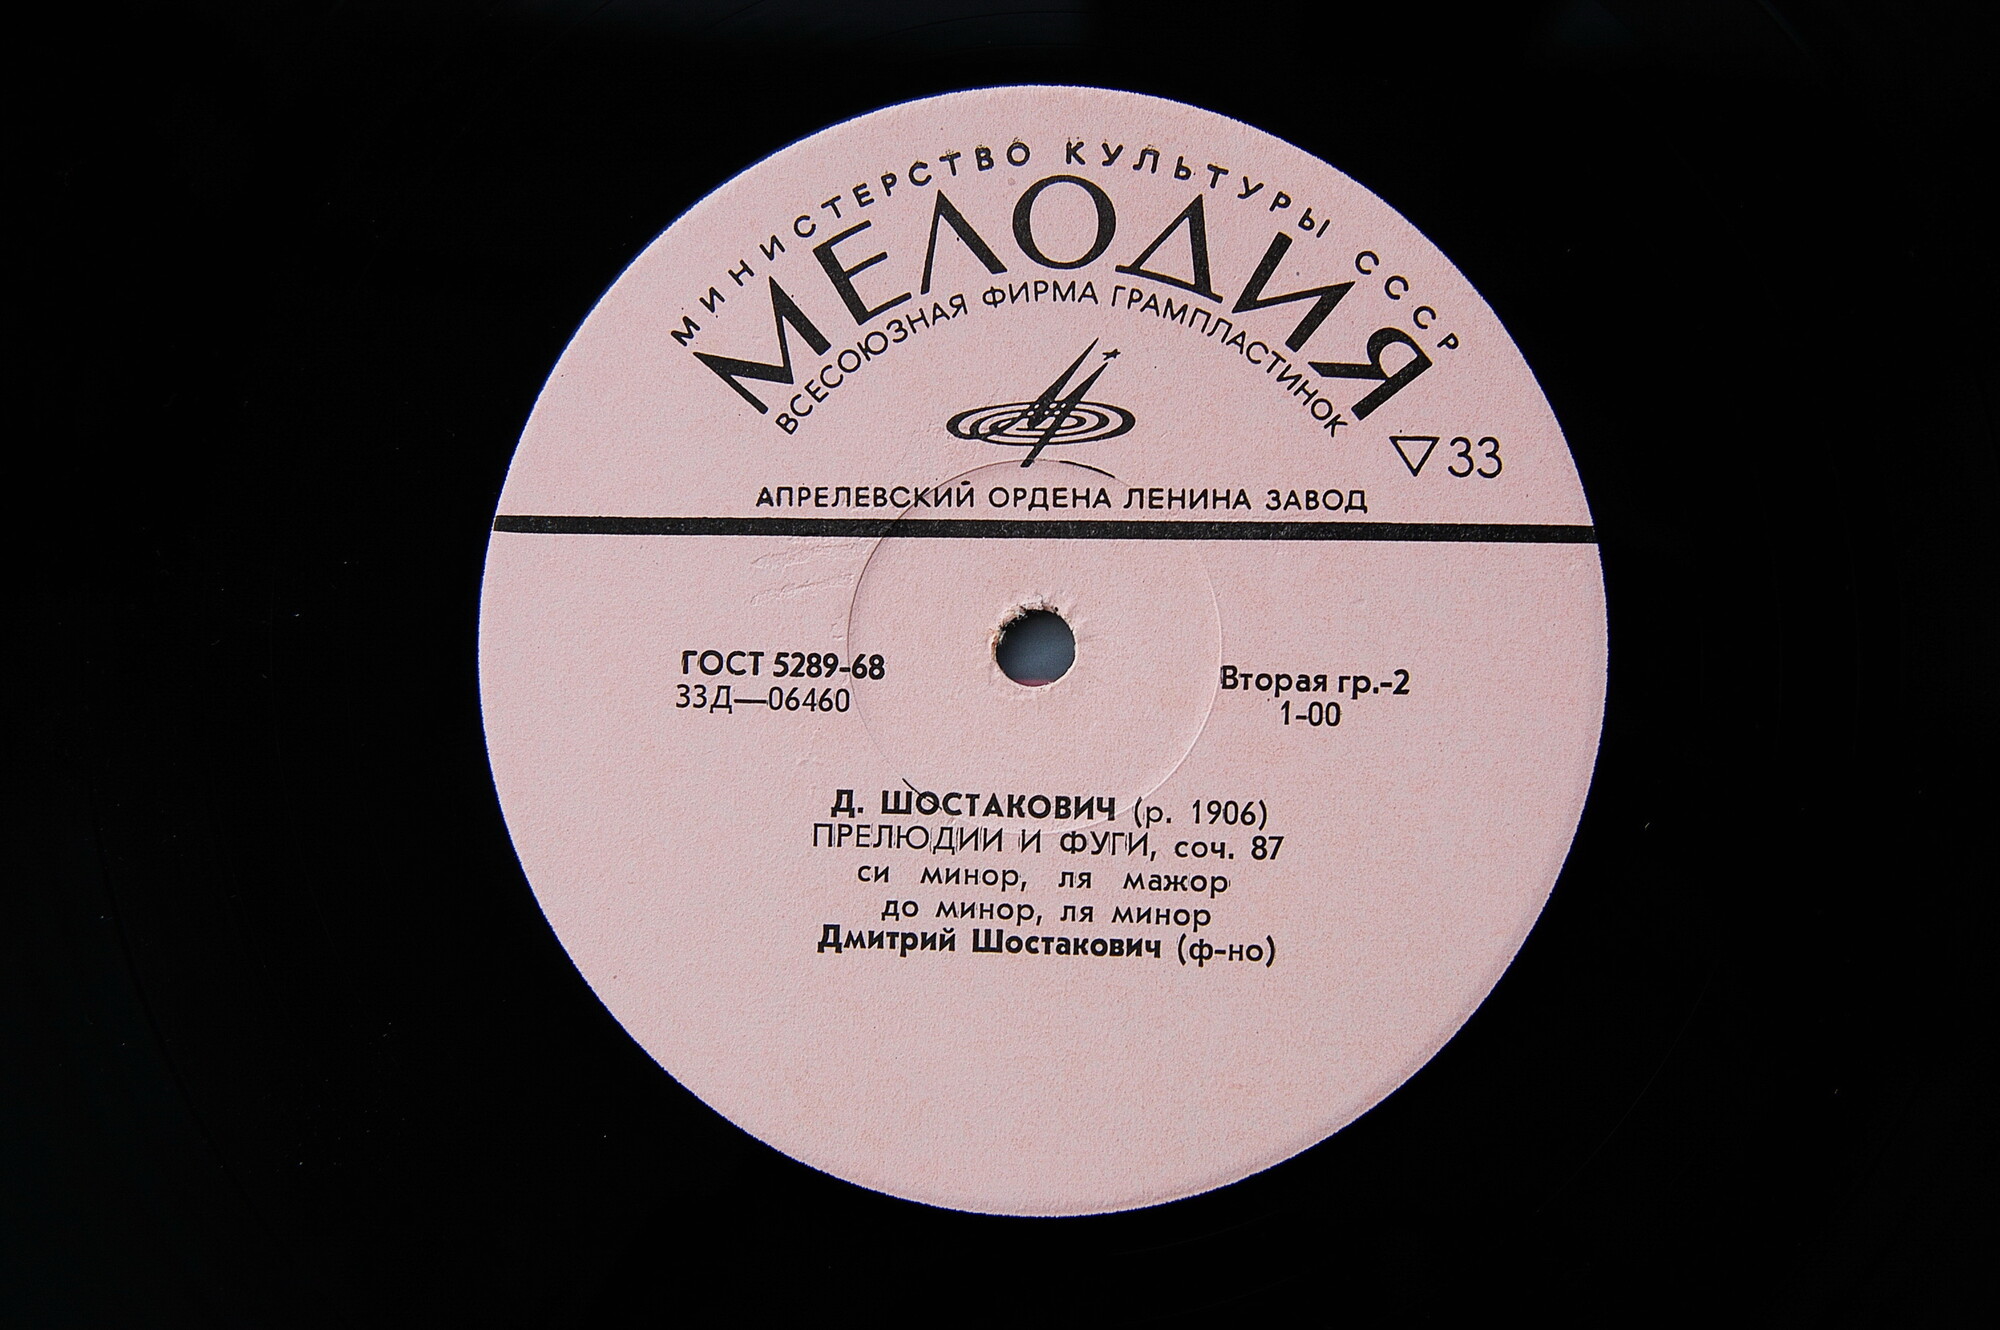 МИНИСТЕРСТВО КУЛЬТУРЫ СССР
МЕЛОДИЯ
ВСЕСОЮЗНАЯ ФИРМА ГРАМПЛАСТИНОК
▽33
АПРЕЛЕВСКИЙ ОРДЕНА ЛЕНИНА ЗАВОД
ГОСТ 5289-68
33Д—06460
Вторая гр.-2
1-00
Д. ШОСТАКОВИЧ (р. 1906)
ПРЕЛЮДИИ И ФУГИ, соч. 87
си минор, ля мажор
до минор, ля минор
Дмитрий Шостакович (ф-но)